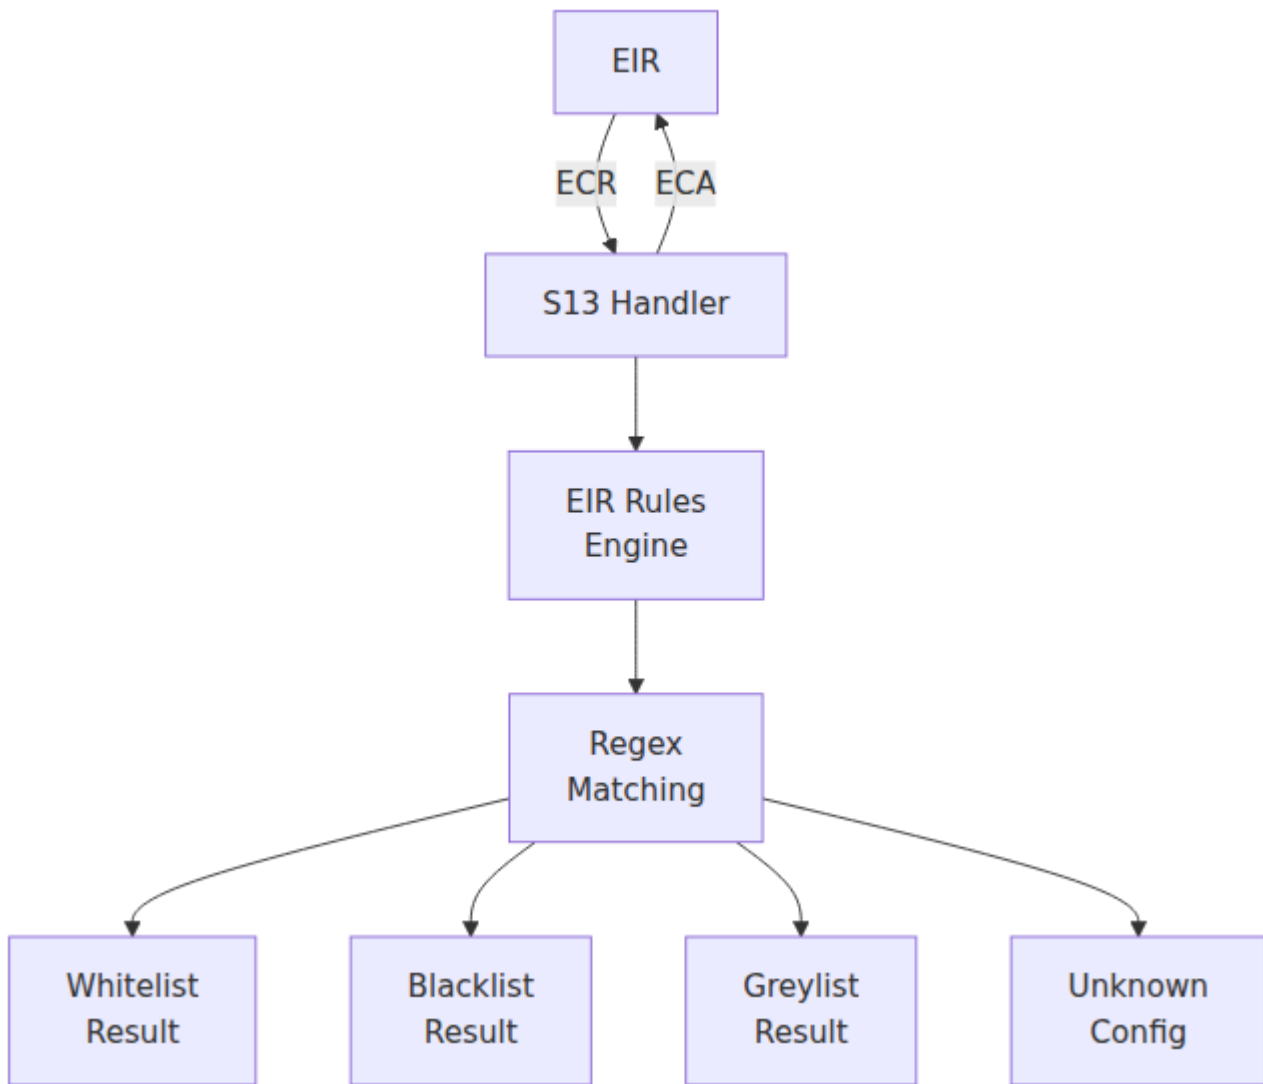 EIR
ECR
ECA
S13 Handler
EIR Rules
Engine
Regex
Matching
Whitelist
Result
Blacklist
Result
Greylist
Result
Unknown
Config